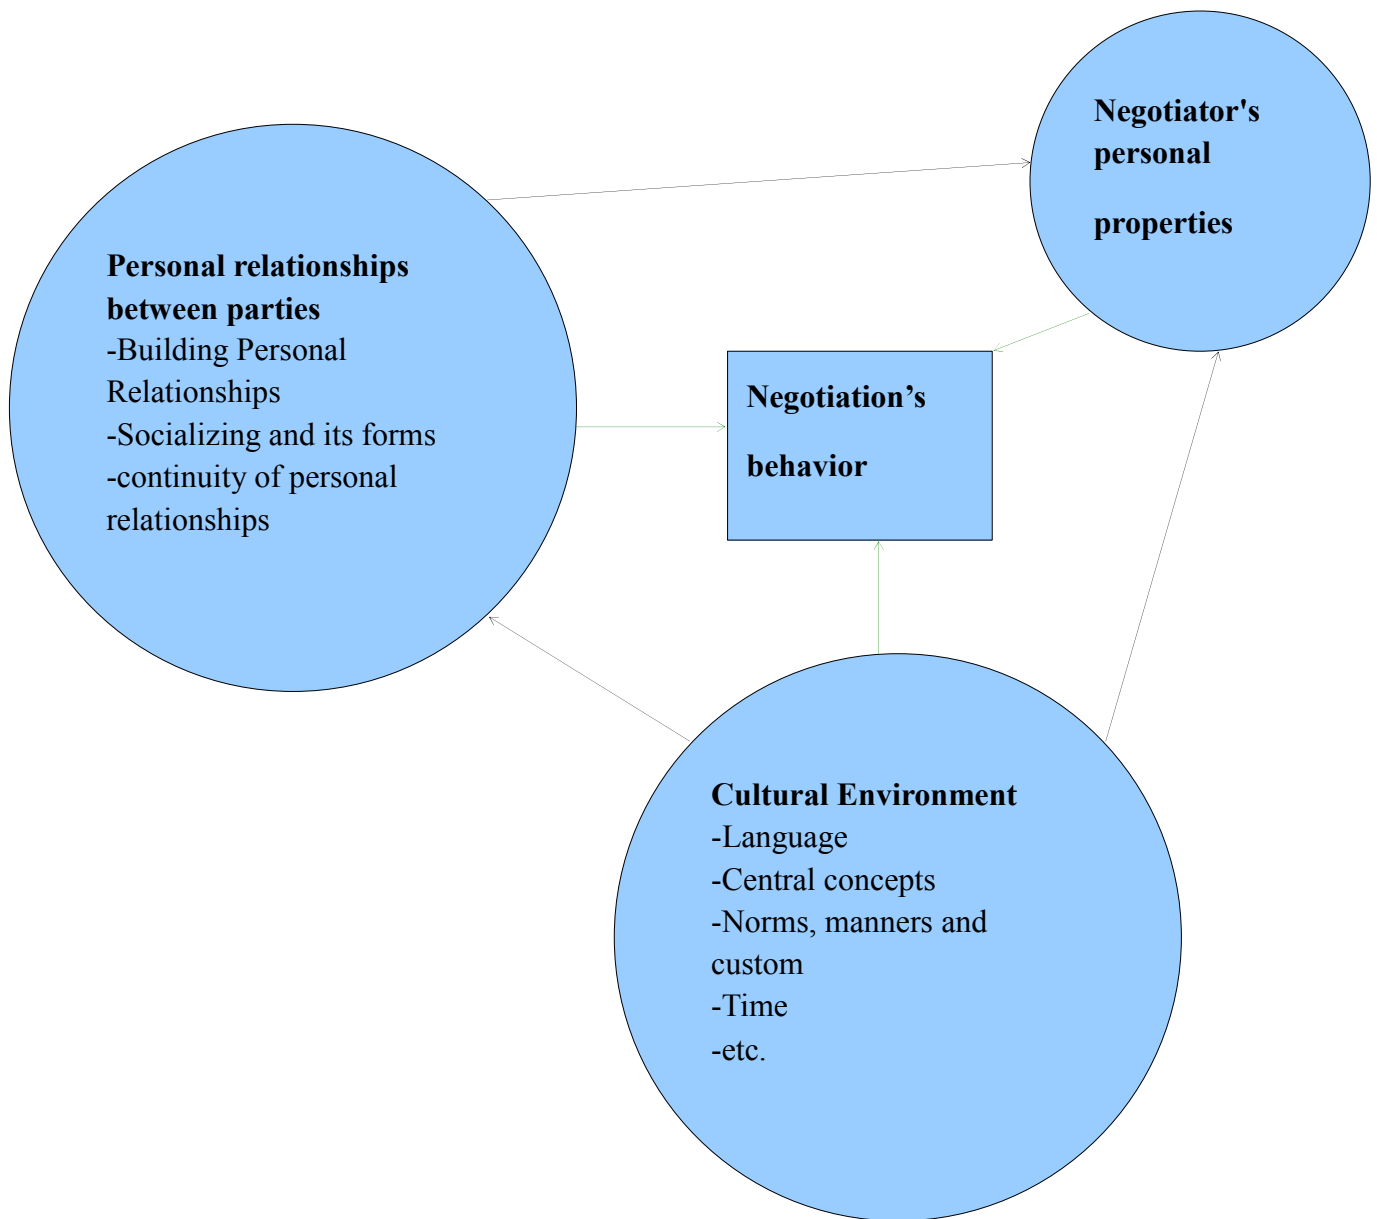 Negotiator's
personal
properties
Personal relationships
between parties
-Building Personal
Relationships
-Socializing and its forms
-continuity of personal
relationships
Negotiation’s
behavior
Cultural Environment
-Language
-Central concepts
-Norms, manners and
custom
-Time
-etc.